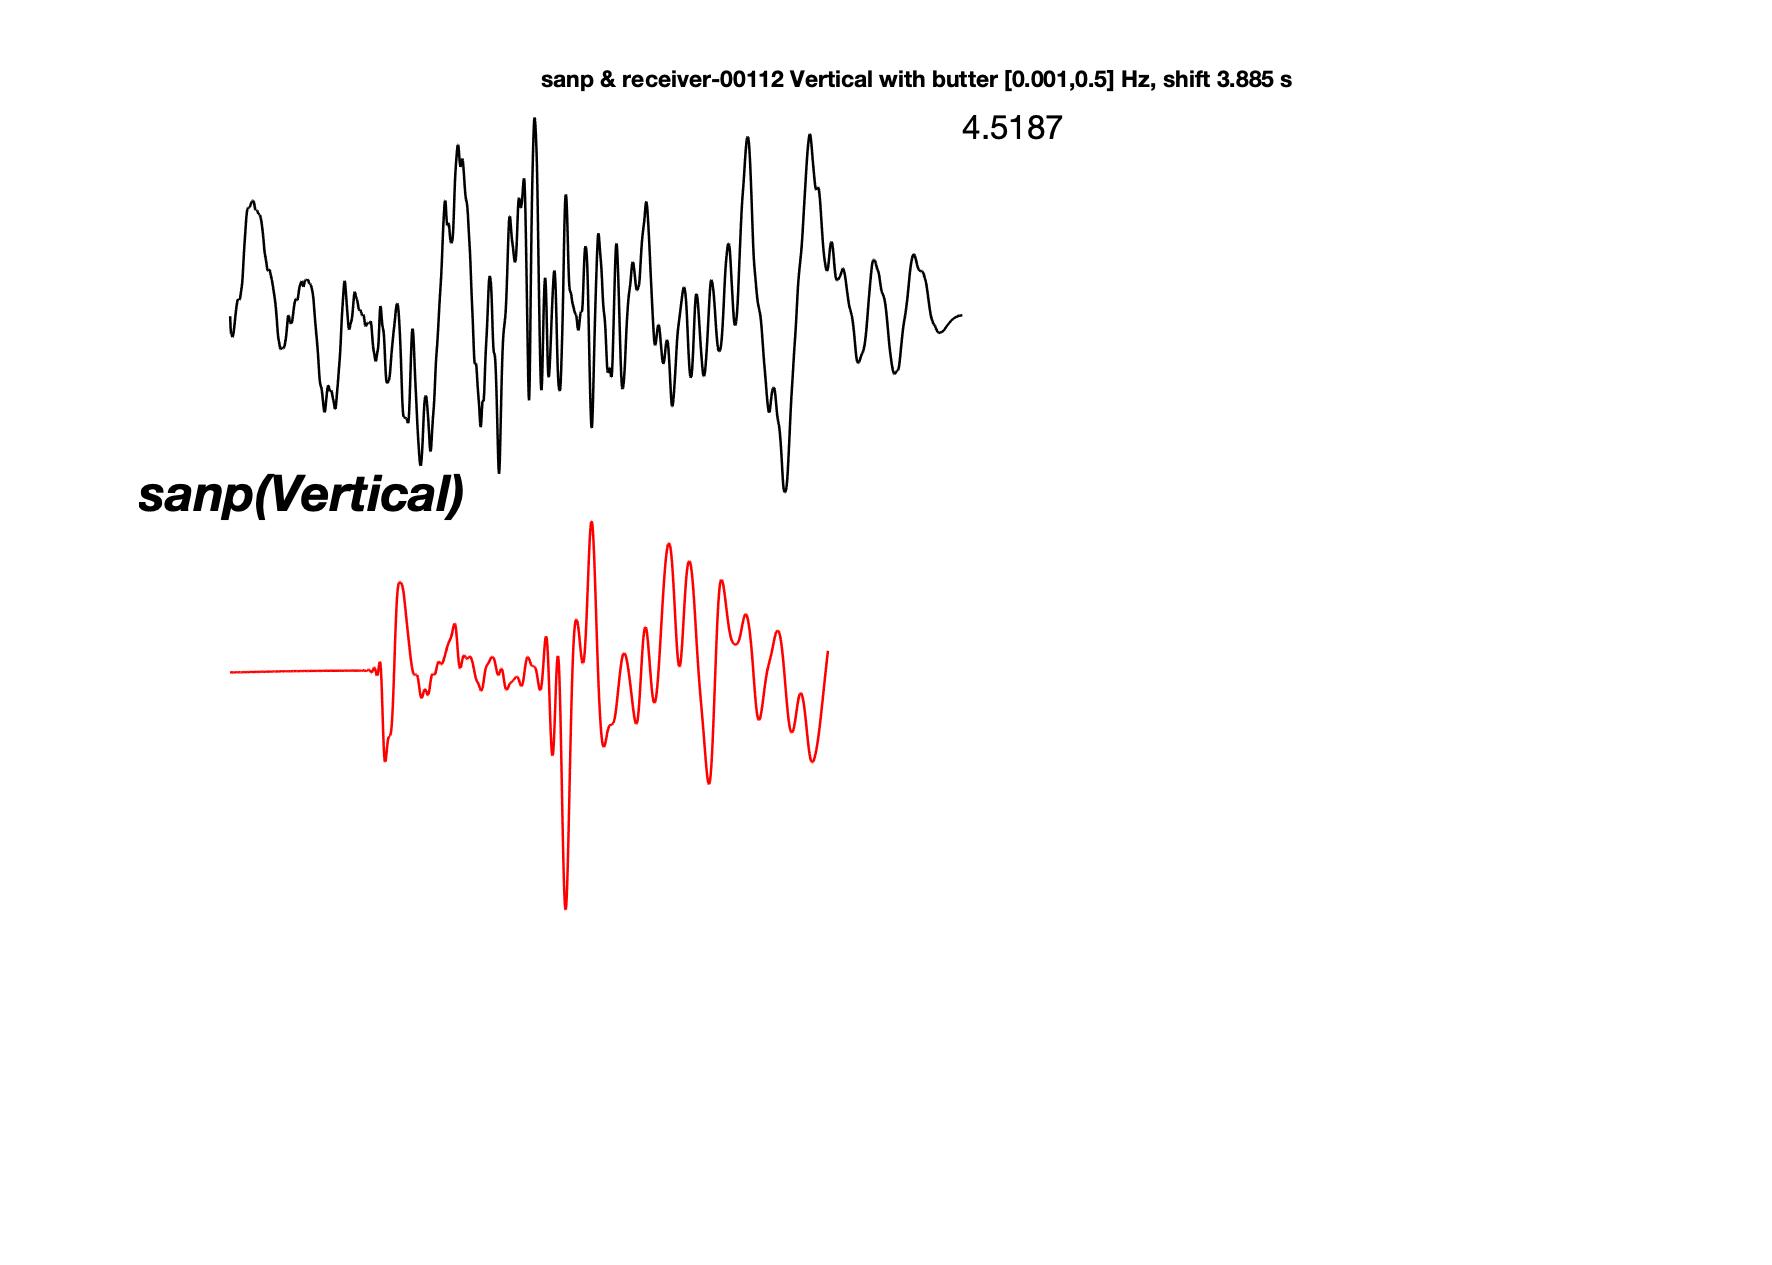 sanp & receiver-00112 Vertical with butter [0.001,0.5] Hz, shift 3.885 s
4.5187
sanp(Vertical)